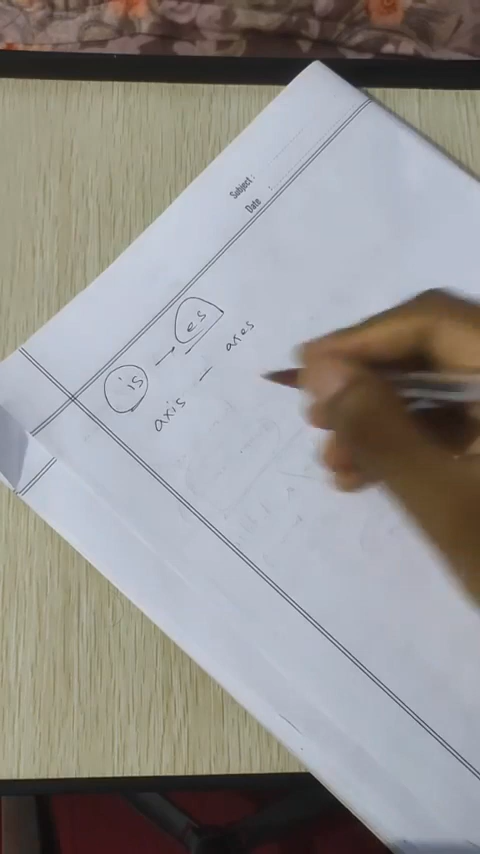 Subject :
Date :
is → es
axis - axes